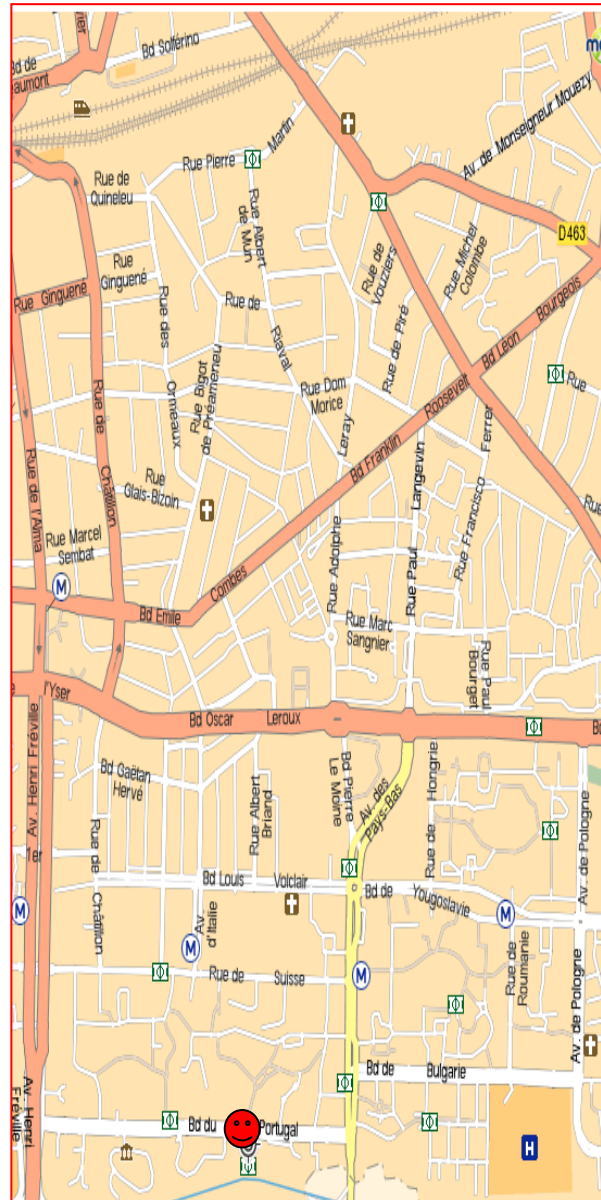 Bd Solférino
Bd de
eaumont
Rue Pierre
Martin
Av. de Monseigneur Mouezy
Rue de
Quineleu
Rue Albert
de Mun
D463
Rue
Ginguené
Rue Ginguené
Rue de
Rue de
Vouziers
Rue Michel
Colombe
Rue des
Ormeaux
Rue Bigot
de Préameneu
Riaval
Rue de Piré
Bd Léon
Bourgeois
Rue Dom
Morice
Leray
Rue
Rue de
Châtillon
Bd Franklin
Roosevelt
Ferrer
Langevin
Rue Francisco
Rue
Glais-Bizoin
Rue de
l'Alma
Rue Marcel
Sembat
M
Combes
Bd Emile
Rue Adolphe
Rue Paul
Rue Marc
Sangnier
Rue Paul
Bourget
l'Yser
Bd Oscar
Leroux
Av. Henri Fréville
Bd Gaëtan
Hervé
Rue Albert
Briand
Bd Pierre
Le Moine
Av. des
Pays-Bas
Rue de Hongrie
Av. de Pologne
1er
Rue de
Châtillon
Bd Louis
Volclair
Bd de
Yougoslavie
M
M
Av.
d'Italie
M
Rue de
Suisse
M
Rue de
Roumanie
Av. de Pologne
Bd de
Bulgarie
Av. Henri
Fréville
Bd du
Portugal
H